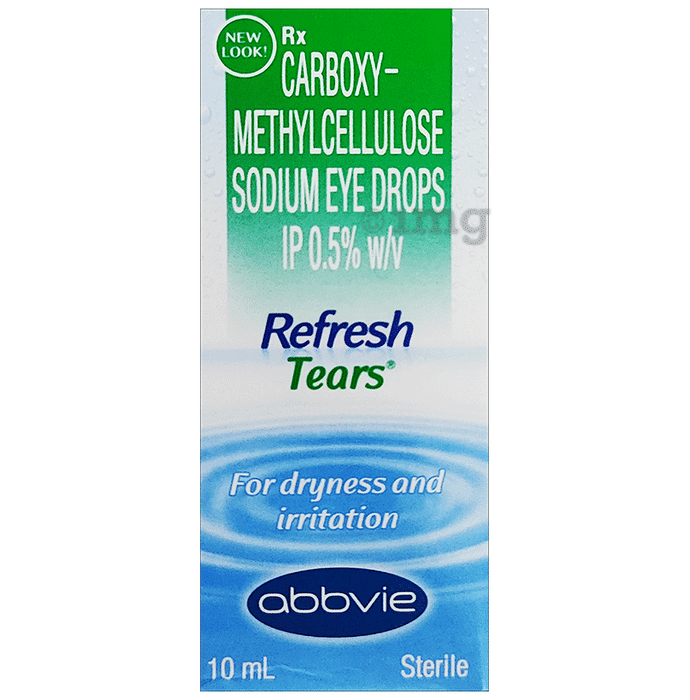 NEW
LOOK!
Rx
CARBOXY-
METHYLCELLULOSE
SODIUM EYE DROPS
IP 0.5% w/v
Refresh
Tears®
For dryness and
irritation
abbvie
10 mL
Sterile